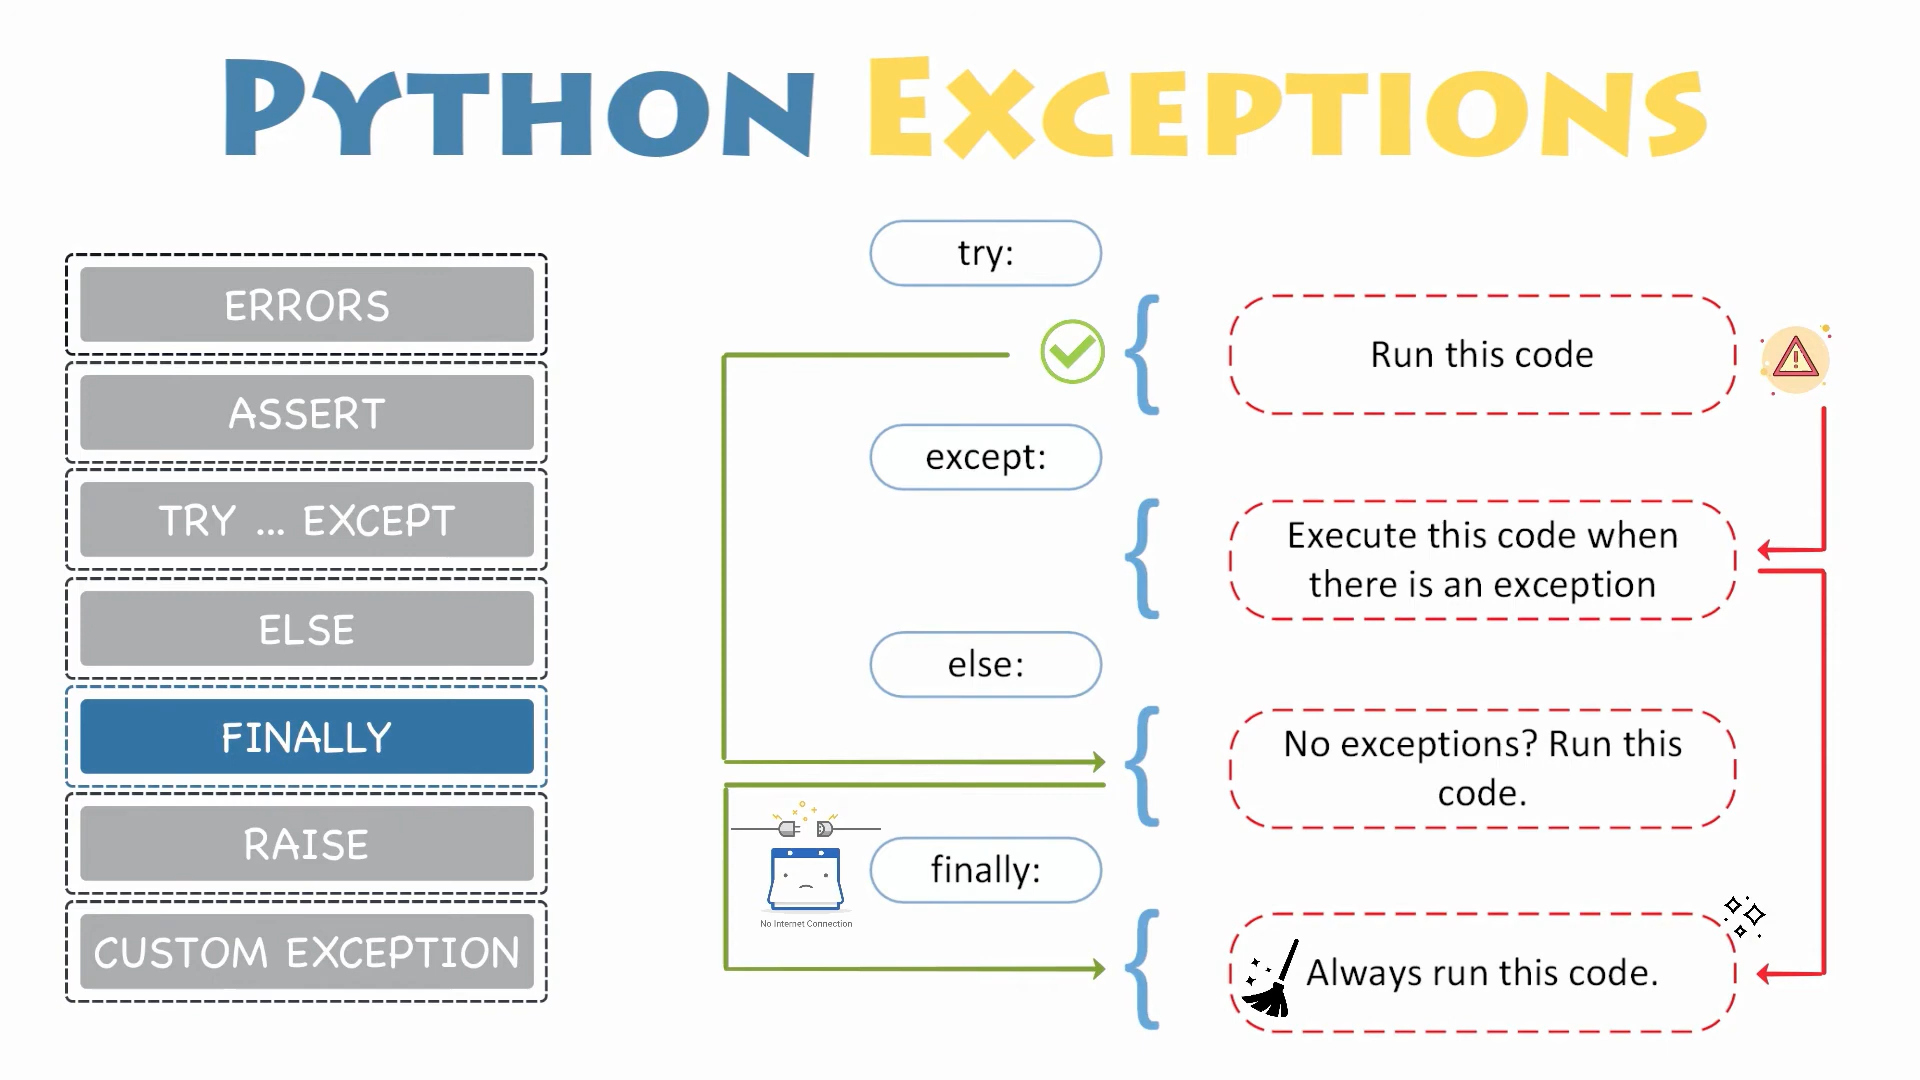 PYTHON EXCEPTIONS
ERRORS
ASSERT
TRY ... EXCEPT
ELSE
FINALLY
RAISE
CUSTOM EXCEPTION
try:
Run this code
except:
Execute this code when
there is an exception
else:
No exceptions? Run this
code.
finally:
No Internet Connection
Always run this code.